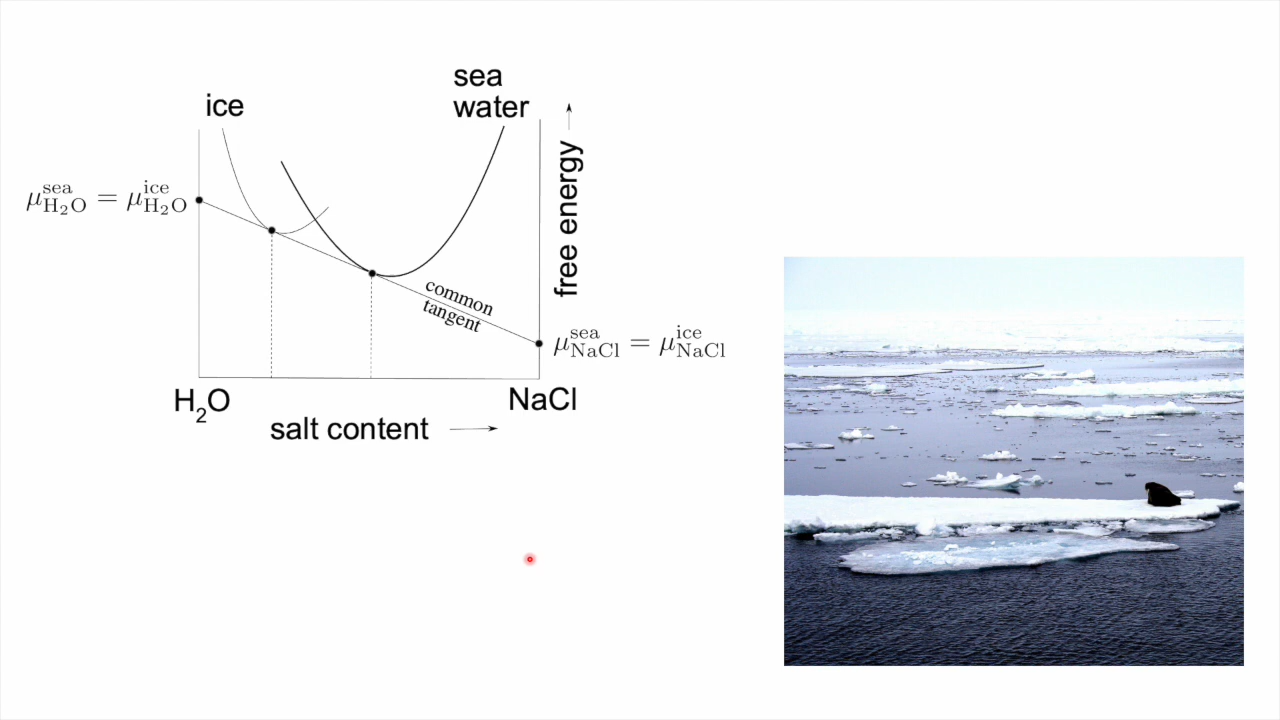 ice
sea
water
free energy →
μ^sea_H₂O = μ^ice_H₂O
common
tangent
μ^sea_NaCl = μ^ice_NaCl
H₂O
NaCl
salt content →